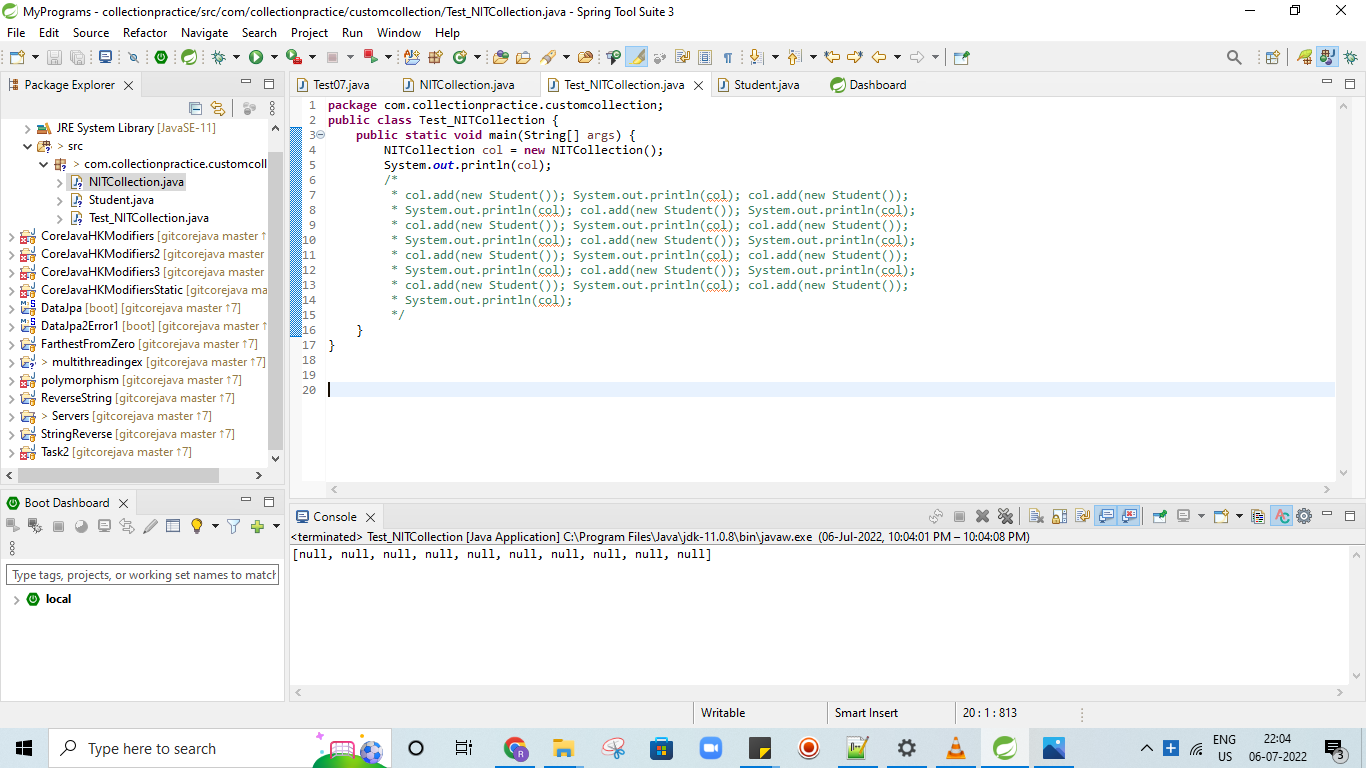 MyPrograms - collectionpractice/src/com/collectionpractice/customcollection/Test_NITCollection.java - Spring Tool Suite 3
File Edit Source Refactor Navigate Search Project Run Window Help
Package Explorer
JRE System Library [JavaSE-11]
> src
> com.collectionpractice.customcoll
NITCollection.java
Student.java
Test_NITCollection.java
CoreJavaHKModifiers [gitcorejava master ↑
CoreJavaHKModifiers2 [gitcorejava master
CoreJavaHKModifiers3 [gitcorejava master
CoreJavaHKModifiersStatic [gitcorejava ma
DataJpa [boot] [gitcorejava master ↑7]
DataJpa2Error1 [boot] [gitcorejava master ↑
FarthestFromZero [gitcorejava master ↑7]
> multithreadingex [gitcorejava master ↑7]
polymorphism [gitcorejava master ↑7]
ReverseString [gitcorejava master ↑7]
> Servers [gitcorejava master ↑7]
StringReverse [gitcorejava master ↑7]
Task2 [gitcorejava master ↑7]
Boot Dashboard
Type tags, projects, or working set names to match
local
Test07.java NITCollection.java Test_NITCollection.java Student.java Dashboard
1 package com.collectionpractice.customcollection;
2 public class Test_NITCollection {
3 public static void main(String[] args) {
4 NITCollection col = new NITCollection();
5 System.out.println(col);
6 /*
7 * col.add(new Student()); System.out.println(col); col.add(new Student());
8 * System.out.println(col); col.add(new Student()); System.out.println(col);
9 * col.add(new Student()); System.out.println(col); col.add(new Student());
10 * System.out.println(col); col.add(new Student()); System.out.println(col);
11 * col.add(new Student()); System.out.println(col); col.add(new Student());
12 * System.out.println(col); col.add(new Student()); System.out.println(col);
13 * col.add(new Student()); System.out.println(col); col.add(new Student());
14 * System.out.println(col);
15 */
16 }
17 }
18
19
20
Console
<terminated> Test_NITCollection [Java Application] C:\Program Files\Java\jdk-11.0.8\bin\javaw.exe (06-Jul-2022, 10:04:01 PM – 10:04:08 PM)
[null, null, null, null, null, null, null, null, null, null]
Writable Smart Insert 20 : 1 : 813
Type here to search
ENG
US
22:04
06-07-2022
3